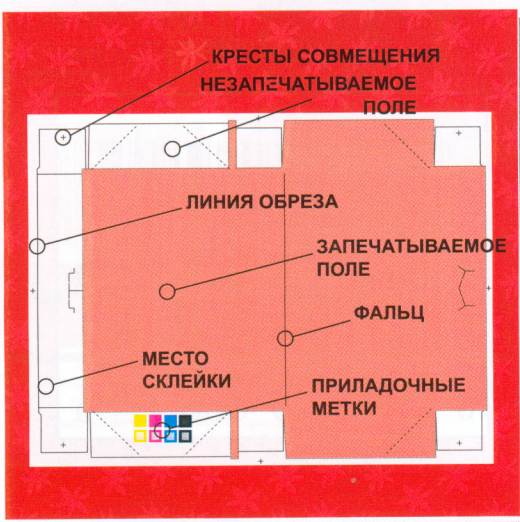 КРЕСТЫ СОВМЕЩЕНИЯ
НЕЗАПЕЧАТЫВАЕМОЕ
ПОЛЕ
ЛИНИЯ ОБРЕЗА
ЗАПЕЧАТЫВАЕМОЕ
ПОЛЕ
ФАЛЬЦ
МЕСТО
СКЛЕЙКИ
ПРИЛАДОЧНЫЕ
МЕТКИ